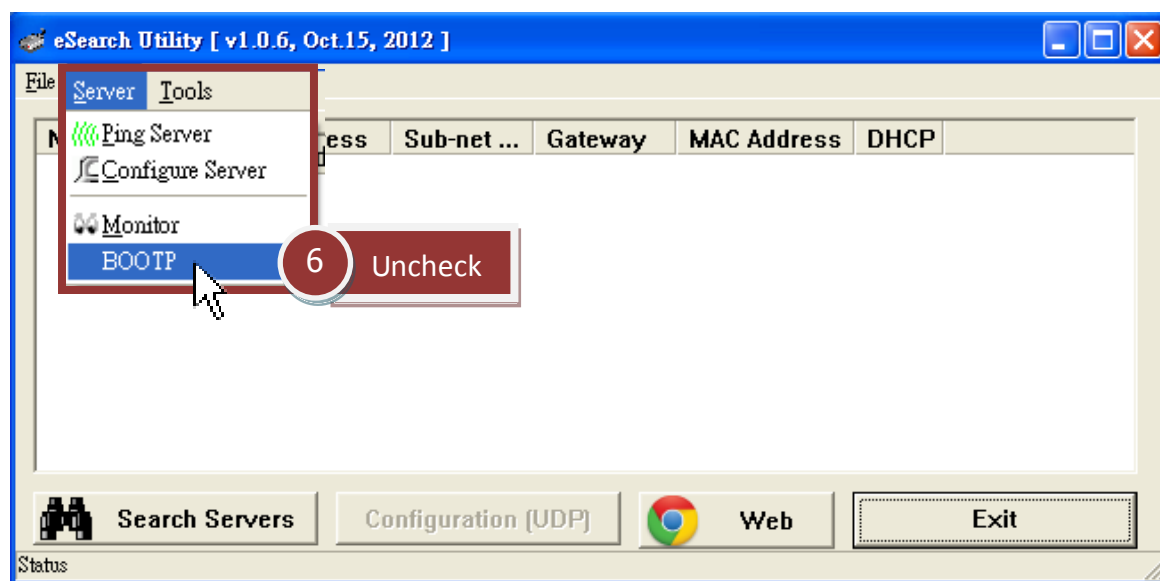 eSearch Utility [ v1.0.6, Oct.15, 2012 ]
File Server Tools
Ping Server
Configure Server
Monitor
BOOTP
6 Uncheck
Sub-net ... Gateway MAC Address DHCP
Search Servers Configuration (UDP) Web Exit
Status